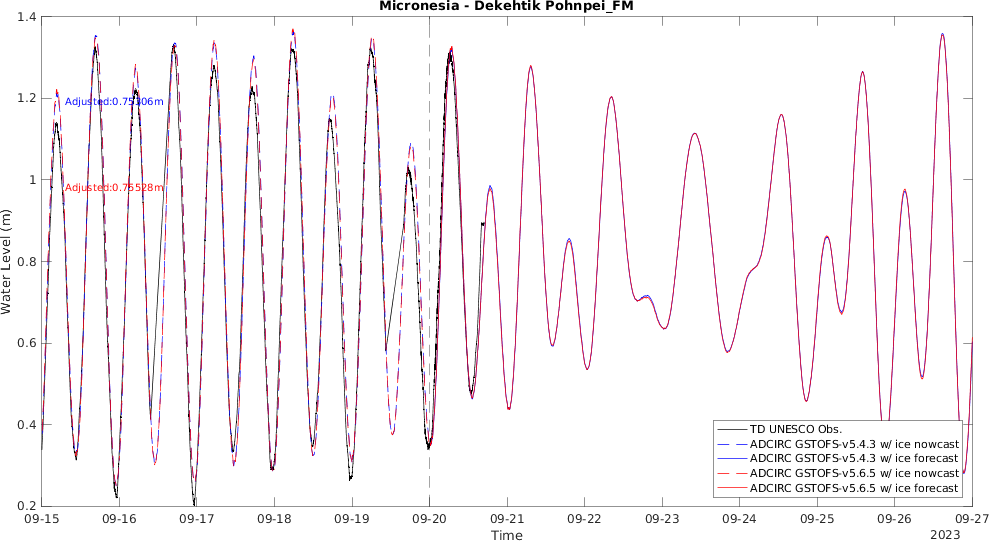 Micronesia - Dekehtik Pohnpei_FM
1.4
1.2
1
0.8
0.6
0.4
0.2
Water Level (m)
Adjusted:0.75306m
Adjusted:0.75528m
TD UNESCO Obs.
ADCIRC GSTOFS-v5.4.3 w/ ice nowcast
ADCIRC GSTOFS-v5.4.3 w/ ice forecast
ADCIRC GSTOFS-v5.6.5 w/ ice nowcast
ADCIRC GSTOFS-v5.6.5 w/ ice forecast
09-15 09-16 09-17 09-18 09-19 09-20 09-21 09-22 09-23 09-24 09-25 09-26 09-27
Time
2023